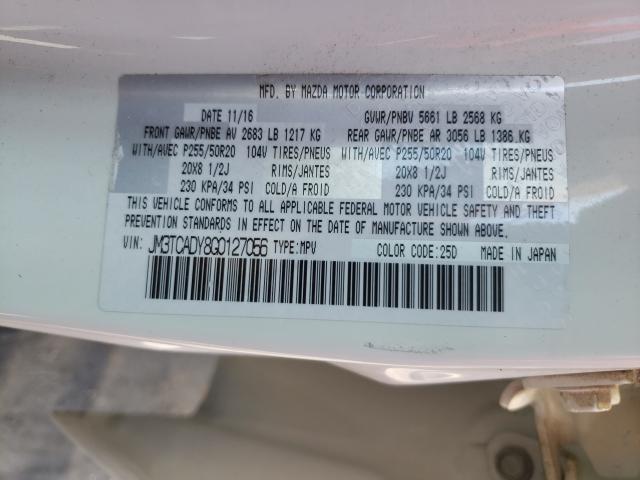 MFD. BY MAZDA MOTOR CORPORATION
DATE 11/16 GVWR/PNBV 5661 LB 2568 KG
FRONT GAWR/PNBE AV 2683 LB 1217 KG REAR GAWR/PNBE AR 3056 LB 1386 KG
WITH/AVEC P255/50R20 104V TIRES/PNEUS WITH/AVEC P255/50R20 104V TIRES/PNEUS
20X8 1/2J RIMS/JANTES 20X8 1/2J RIMS/JANTES
230 KPA/34 PSI COLD/A FROID 230 KPA/34 PSI COLD/A FROID
THIS VEHICLE CONFORMS TO ALL APPLICABLE FEDERAL MOTOR VEHICLE SAFETY AND THEFT
PREVENTION STANDARDS IN EFFECT ON THE DATE OF MANUFACTURE SHOWN ABOVE.
VIN: JM3TCADY8G0127056 TYPE:MPV COLOR CODE:25D MADE IN JAPAN